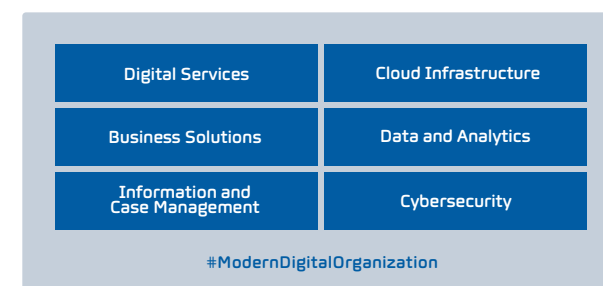 Digital Services
Cloud Infrastructure
Business Solutions
Data and Analytics
Information and
Case Management
Cybersecurity
#ModernDigitalOrganization